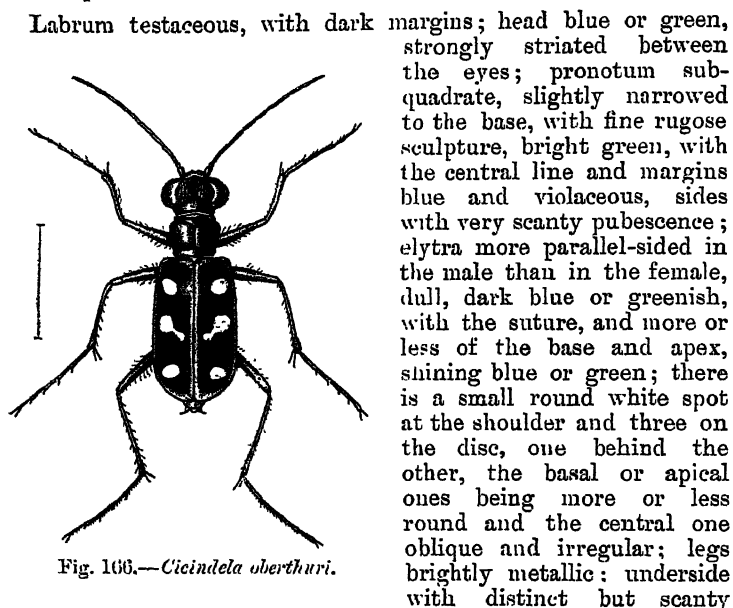 Labrum testaceous, with dark margins; head blue or green,
strongly striated between
the eyes; pronotum sub-
quadrate, slightly narrowed
to the base, with fine rugose
sculpture, bright green, with
the central line and margins
blue and violaceous, sides
with very scanty pubescence;
elytra more parallel-sided in
the male than in the female,
dull, dark blue or greenish,
with the suture, and more or
less of the base and apex,
shining blue or green; there
is a small round white spot
at the shoulder and three on
the disc, one behind the
other, the basal or apical
ones being more or less
round and the central one
oblique and irregular; legs
brightly metallic: underside
with distinct but scanty
Fig. 166.—Cicindela oberthuri.